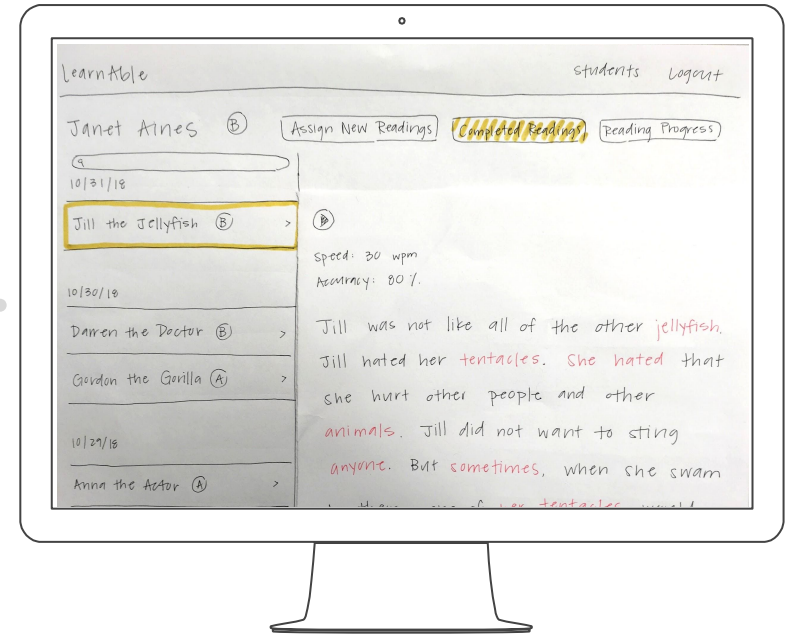 LearnAble
Students Logout
Janet Aines B
Assign New Readings Completed Readings Reading Progress
10/31/18
Jill the Jellyfish B >
Speed: 30 wpm
Accuracy: 80%
10/30/18
Darren the Doctor B >
Gordon the Gorilla A >
10/29/18
Anna the Actor A >
Jill was not like all of the other jellyfish.
Jill hated her tentacles. She hated that
she hurt other people and other
animals. Jill did not want to sting
anyone. But sometimes, when she swam
her tentacles